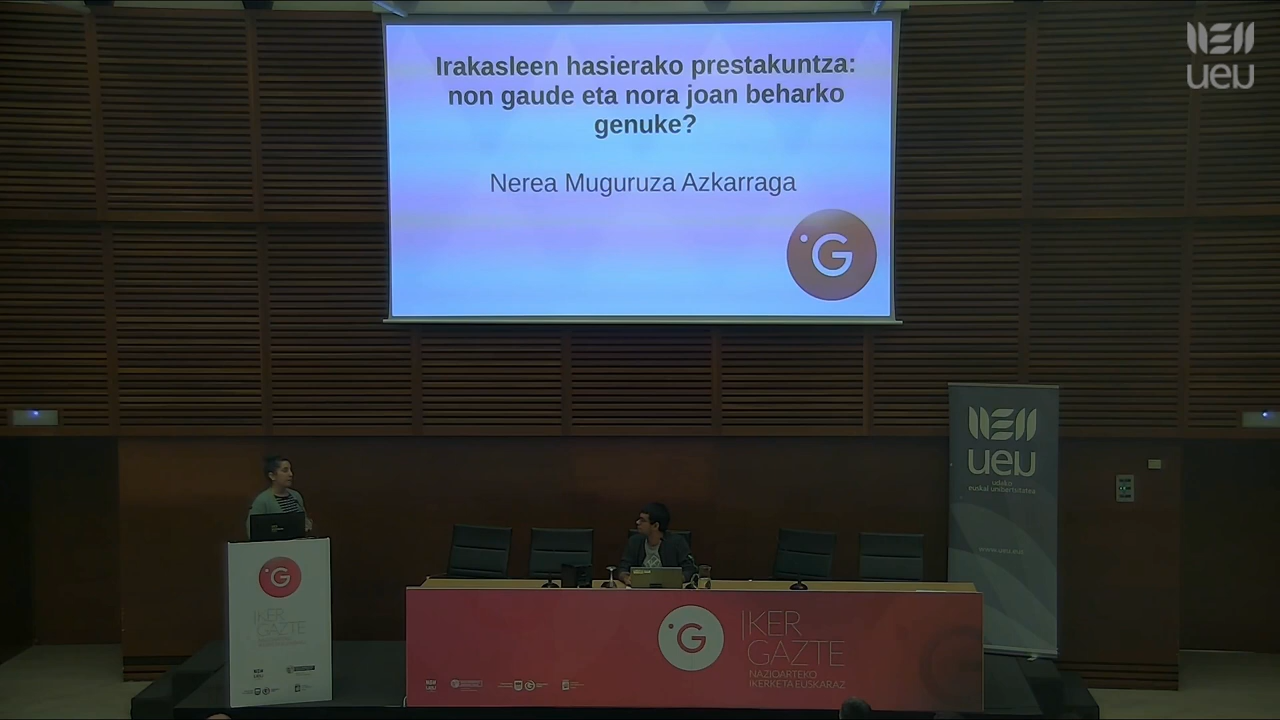 Irakasleen hasierako prestakuntza:
non gaude eta nora joan beharko
genuke?
Nerea Muguruza Azkarraga
G
ueu
ueu
udako
euskal unibertsitatea
www.ueu.eus
G
IKER
GAZTE
G
IKER
GAZTE
NAZIOARTEKO
IKERKETA EUSKARAZ
ueu